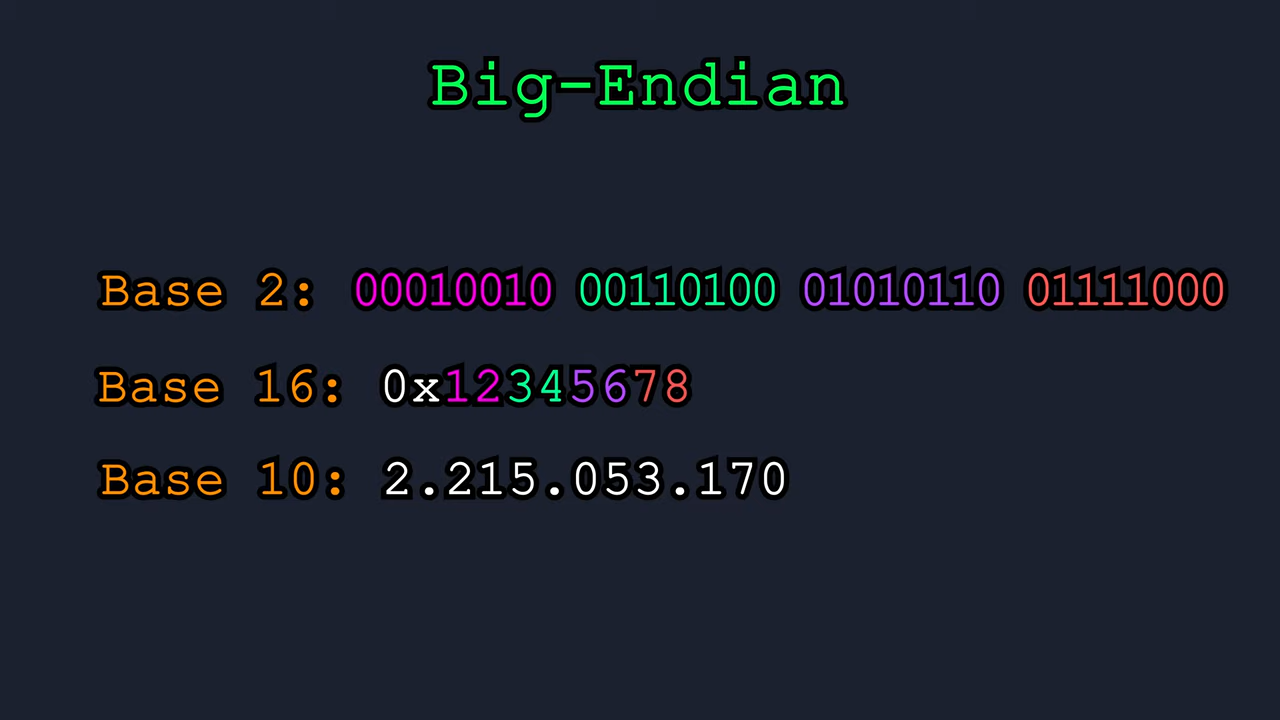 Big-Endian
Base 2: 00010010 00110100 01010110 01111000
Base 16: 0x12345678
Base 10: 2.215.053.170